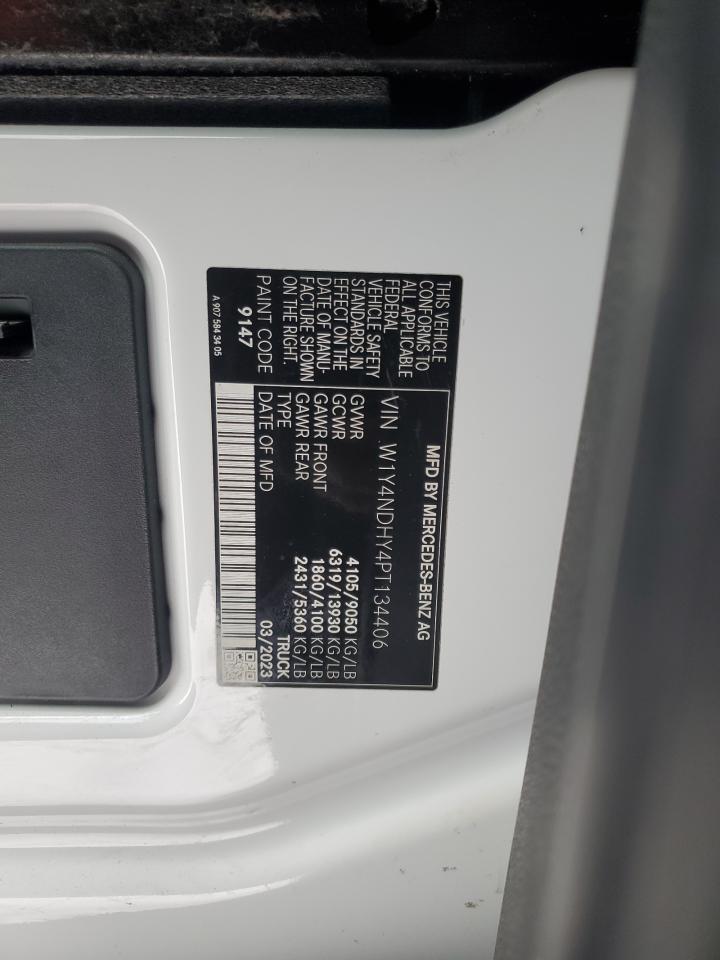 THIS VEHICLE
CONFORMS TO
ALL APPLICABLE
FEDERAL
VEHICLE SAFETY
STANDARDS IN
EFFECT ON THE
DATE OF MANU-
FACTURE SHOWN
ON THE RIGHT.
PAINT CODE
9147
A 907 584 34 05
MFD BY MERCEDES-BENZ AG
VIN W1Y4NDHY4PT134406
GVWR 4105/9050 KG/LB
GCWR 6319/13930 KG/LB
GAWR FRONT 1860/4100 KG/LB
GAWR REAR 2431/5360 KG/LB
TYPE TRUCK
DATE OF MFD 03/2023